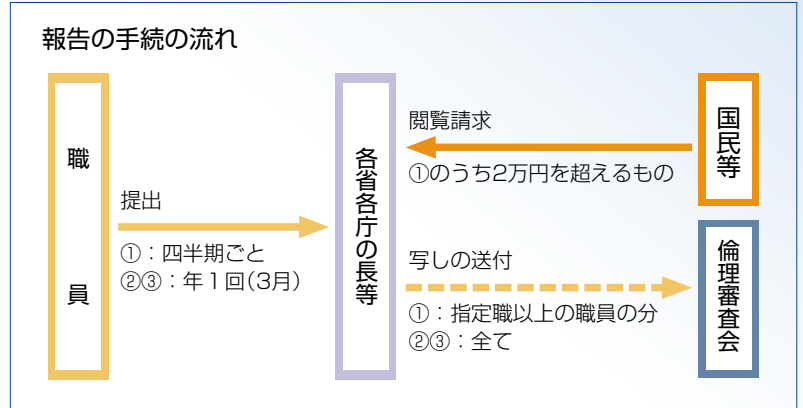 報告の手続の流れ
職員
提出
①：四半期ごと
②③：年１回(3月)
各省各庁の長等
閲覧請求
①のうち2万円を超えるもの
国民等
写しの送付
①：指定職以上の職員の分
②③：全て
倫理審査会